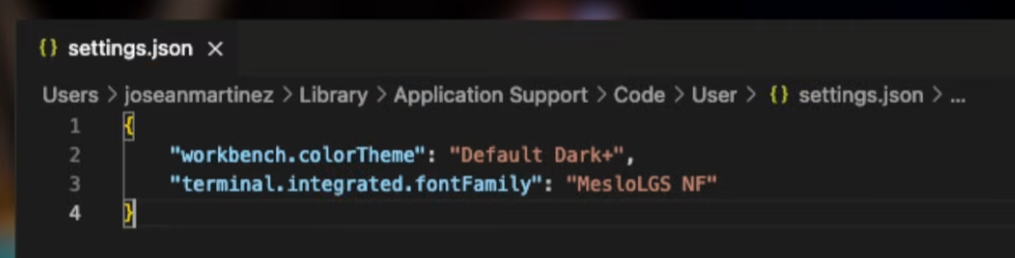 {} settings.json ×
Users > joseanmartinez > Library > Application Support > Code > User > {} settings.json > ...
1 {
2 "workbench.colorTheme": "Default Dark+",
3 "terminal.integrated.fontFamily": "MesloLGS NF"
4 }